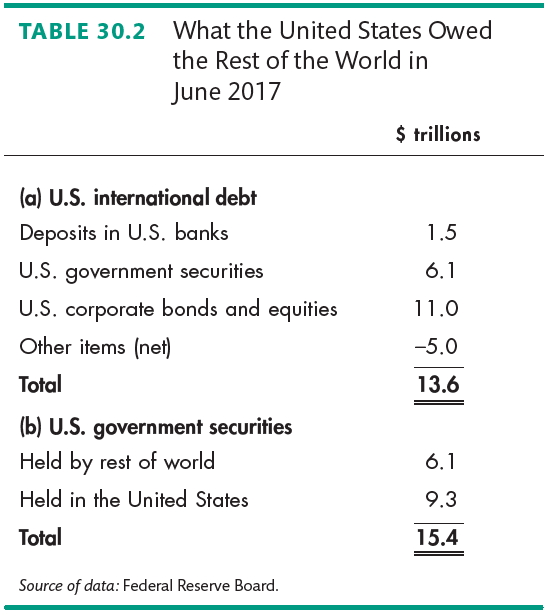 TABLE 30.2 What the United States Owed
the Rest of the World in
June 2017
$ trillions
(a) U.S. international debt
Deposits in U.S. banks 1.5
U.S. government securities 6.1
U.S. corporate bonds and equities 11.0
Other items (net) –5.0
Total 13.6
(b) U.S. government securities
Held by rest of world 6.1
Held in the United States 9.3
Total 15.4
Source of data: Federal Reserve Board.